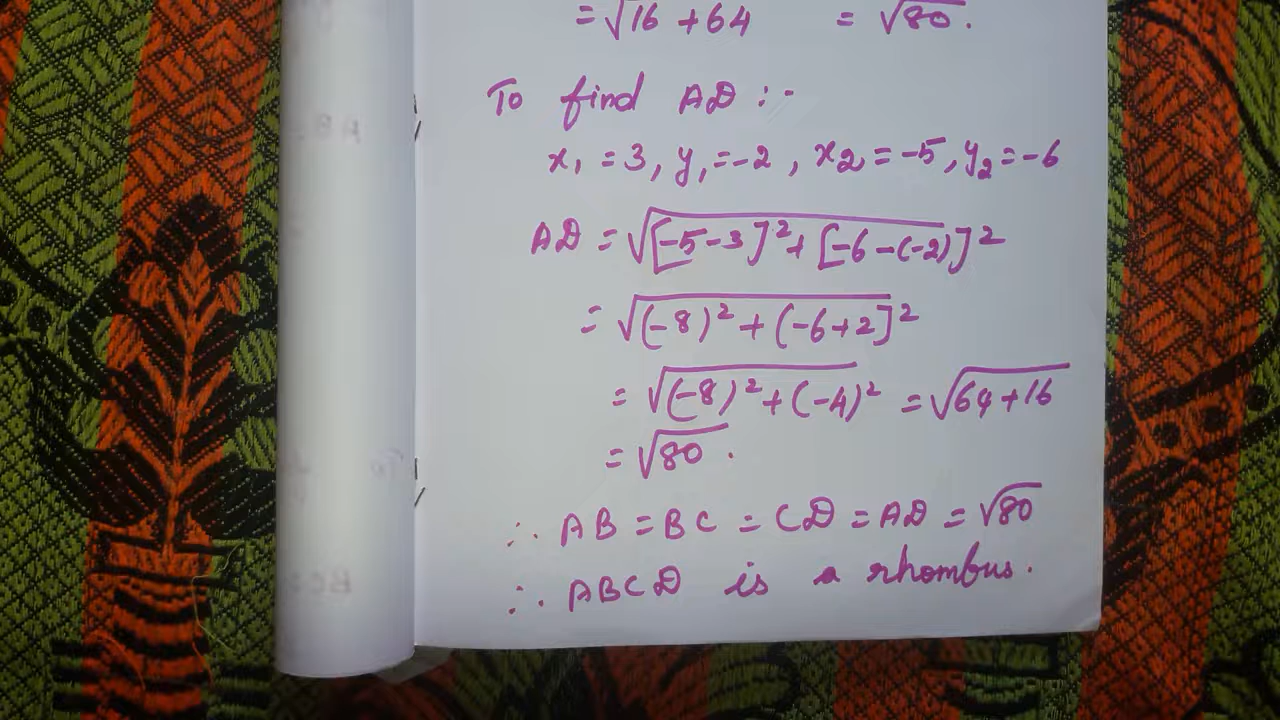 = √16 + 64 = √80.
To find AD :-
x₁ = 3, y₁ = -2, x₂ = -5, y₂ = -6
AD = √[-5-3]² + [-6-(-2)]²
= √(-8)² + (-6+2]²
= √(-8)² + (-4)² = √64+16
= √80.
∴ AB = BC = CD = AD = √80
∴ ABCD is a rhombus.